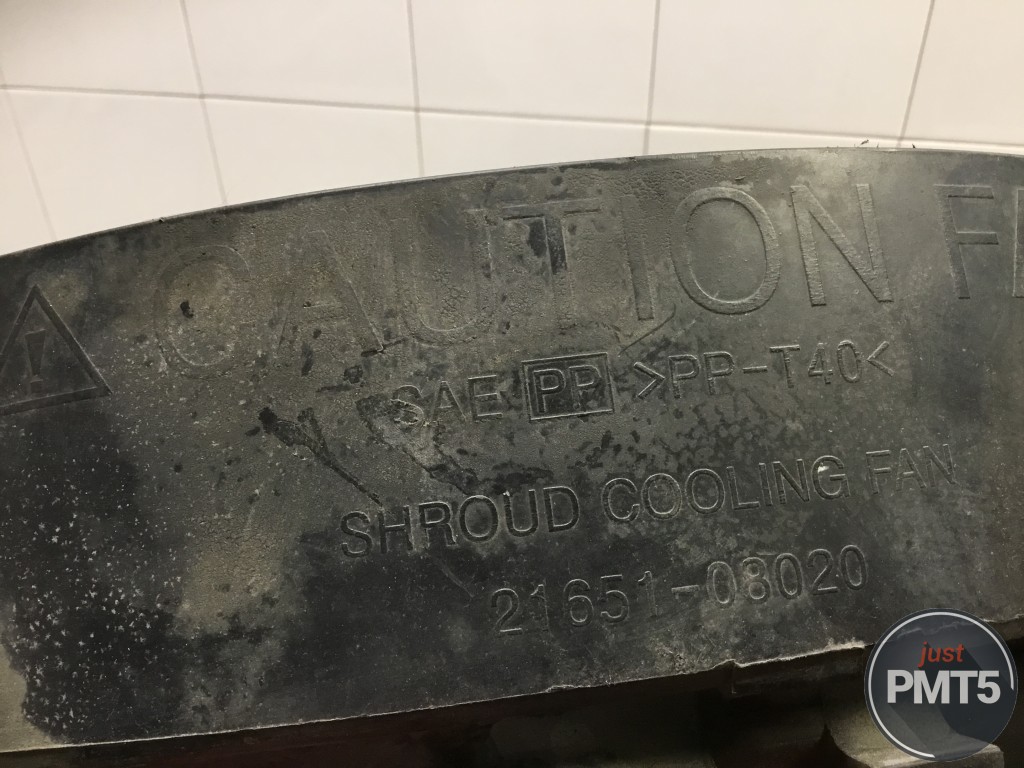 CAUTION F
SAE PP >PP-T40<
SHROUD COOLING FAN
21651-08020
just
PMT5